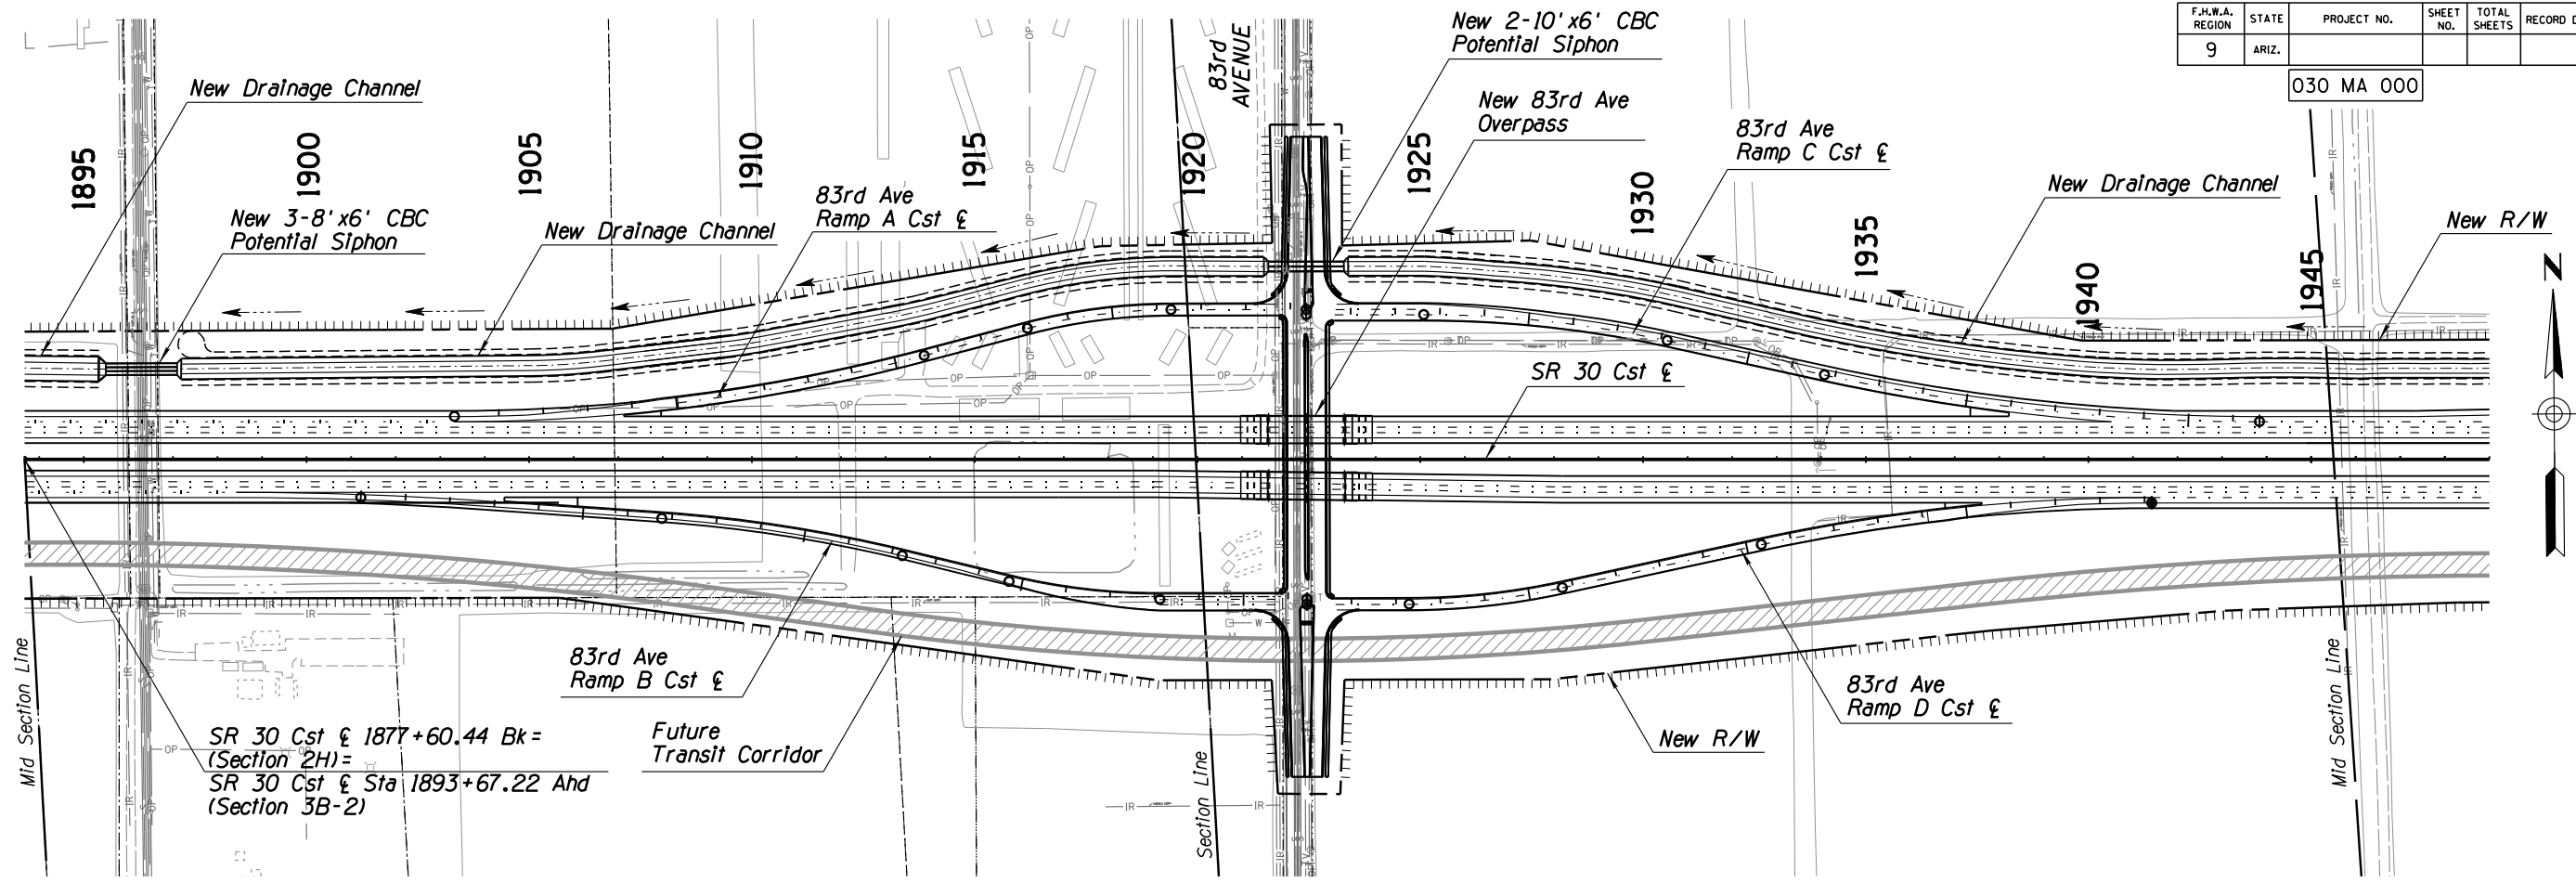 F.H.W.A. REGION
STATE
PROJECT NO.
SHEET NO.
TOTAL SHEETS
RECORD D
9
ARIZ.
030 MA 000
83rd
AVENUE
New 2-10'x6' CBC
Potential Siphon
New 83rd Ave
Overpass
83rd Ave
Ramp C Cst ℄
New Drainage Channel
New R/W
New Drainage Channel
New 3-8'x6' CBC
Potential Siphon
New Drainage Channel
83rd Ave
Ramp A Cst ℄
1895
1900
1905
1910
1915
1920
1925
1930
1935
1940
1945
N
SR 30 Cst ℄
83rd Ave
Ramp B Cst ℄
Future
Transit Corridor
83rd Ave
Ramp D Cst ℄
New R/W
SR 30 Cst ℄ 1877+60.44 Bk=
(Section 2H)=
SR 30 Cst ℄ Sta 1893+67.22 Ahd
(Section 3B-2)
Mid Section Line
Section Line
Mid Section Line